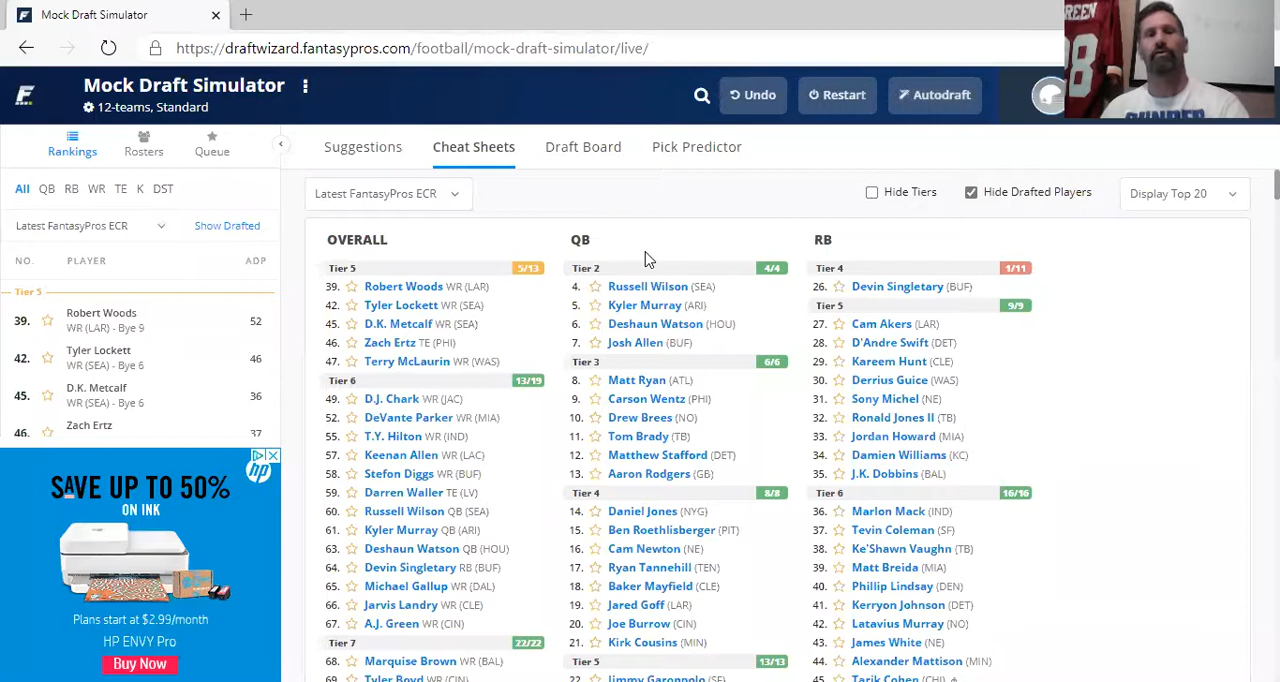 Mock Draft Simulator
https://draftwizard.fantasypros.com/football/mock-draft-simulator/live/
REEN
8
Mock Draft Simulator
12-teams, Standard
Undo
Restart
Autodraft
Rankings
Rosters
Queue
Suggestions
Cheat Sheets
Draft Board
Pick Predictor
All QB RB WR TE K DST
Latest FantasyPros ECR
Show Drafted
NO. PLAYER ADP
Tier 5
39. Robert Woods 52
WR (LAR) - Bye 9
42. Tyler Lockett 46
WR (SEA) - Bye 6
45. D.K. Metcalf 36
WR (SEA) - Bye 6
46. Zach Ertz 37
hp
SAVE UP TO 50%
ON INK
Plans start at $2.99/month
HP ENVY Pro
Buy Now
Latest FantasyPros ECR
Hide Tiers
Hide Drafted Players
Display Top 20
OVERALL
Tier 5 5/13
39. Robert Woods WR (LAR)
42. Tyler Lockett WR (SEA)
45. D.K. Metcalf WR (SEA)
46. Zach Ertz TE (PHI)
47. Terry McLaurin WR (WAS)
Tier 6 13/19
49. D.J. Chark WR (JAC)
52. DeVante Parker WR (MIA)
55. T.Y. Hilton WR (IND)
57. Keenan Allen WR (LAC)
58. Stefon Diggs WR (BUF)
59. Darren Waller TE (LV)
60. Russell Wilson QB (SEA)
61. Kyler Murray QB (ARI)
63. Deshaun Watson QB (HOU)
64. Devin Singletary RB (BUF)
65. Michael Gallup WR (DAL)
66. Jarvis Landry WR (CLE)
67. A.J. Green WR (CIN)
Tier 7 22/22
68. Marquise Brown WR (BAL)
69. Tyler Boyd WR (CIN)
QB
Tier 2 4/4
4. Russell Wilson (SEA)
5. Kyler Murray (ARI)
6. Deshaun Watson (HOU)
7. Josh Allen (BUF)
Tier 3 6/6
8. Matt Ryan (ATL)
9. Carson Wentz (PHI)
10. Drew Brees (NO)
11. Tom Brady (TB)
12. Matthew Stafford (DET)
13. Aaron Rodgers (GB)
Tier 4 8/8
14. Daniel Jones (NYG)
15. Ben Roethlisberger (PIT)
16. Cam Newton (NE)
17. Ryan Tannehill (TEN)
18. Baker Mayfield (CLE)
19. Jared Goff (LAR)
20. Joe Burrow (CIN)
21. Kirk Cousins (MIN)
Tier 5 13/13
22. Jimmy Garoppolo (SF)
RB
Tier 4 1/11
26. Devin Singletary (BUF)
Tier 5 9/9
27. Cam Akers (LAR)
28. D'Andre Swift (DET)
29. Kareem Hunt (CLE)
30. Derrius Guice (WAS)
31. Sony Michel (NE)
32. Ronald Jones II (TB)
33. Jordan Howard (MIA)
34. Damien Williams (KC)
35. J.K. Dobbins (BAL)
Tier 6 16/16
36. Marlon Mack (IND)
37. Tevin Coleman (SF)
38. Ke'Shawn Vaughn (TB)
39. Matt Breida (MIA)
40. Phillip Lindsay (DEN)
41. Kerryon Johnson (DET)
42. Latavius Murray (NO)
43. James White (NE)
44. Alexander Mattison (MIN)
45. Tarik Cohen (CHI)